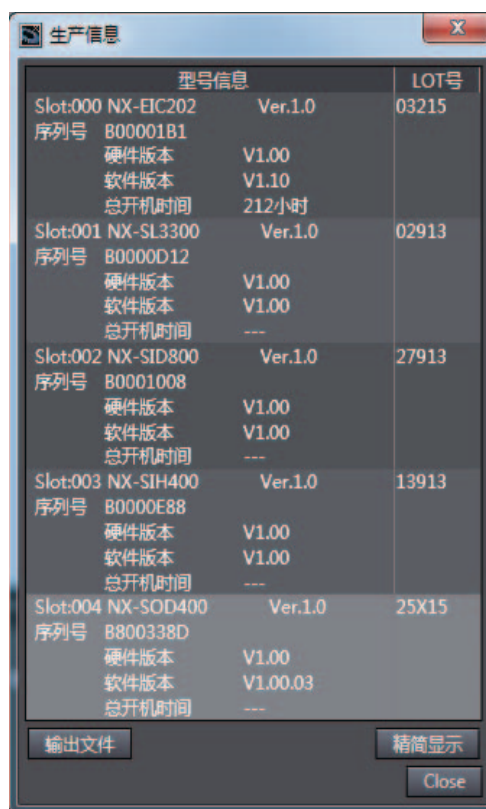 生产信息
型号信息 LOT号
Slot:000 NX-EIC202 Ver.1.0 03215
序列号 B00001B1
硬件版本 V1.00
软件版本 V1.10
总开机时间 212小时
Slot:001 NX-SL3300 Ver.1.0 02913
序列号 B0000D12
硬件版本 V1.00
软件版本 V1.00
总开机时间 ---
Slot:002 NX-SID800 Ver.1.0 27913
序列号 B0001008
硬件版本 V1.00
软件版本 V1.00
总开机时间 ---
Slot:003 NX-SIH400 Ver.1.0 13913
序列号 B0000E88
硬件版本 V1.00
软件版本 V1.00
总开机时间 ---
Slot:004 NX-SOD400 Ver.1.0 25X15
序列号 B800338D
硬件版本 V1.00
软件版本 V1.00.03
总开机时间 ---
输出文件 精简显示
Close